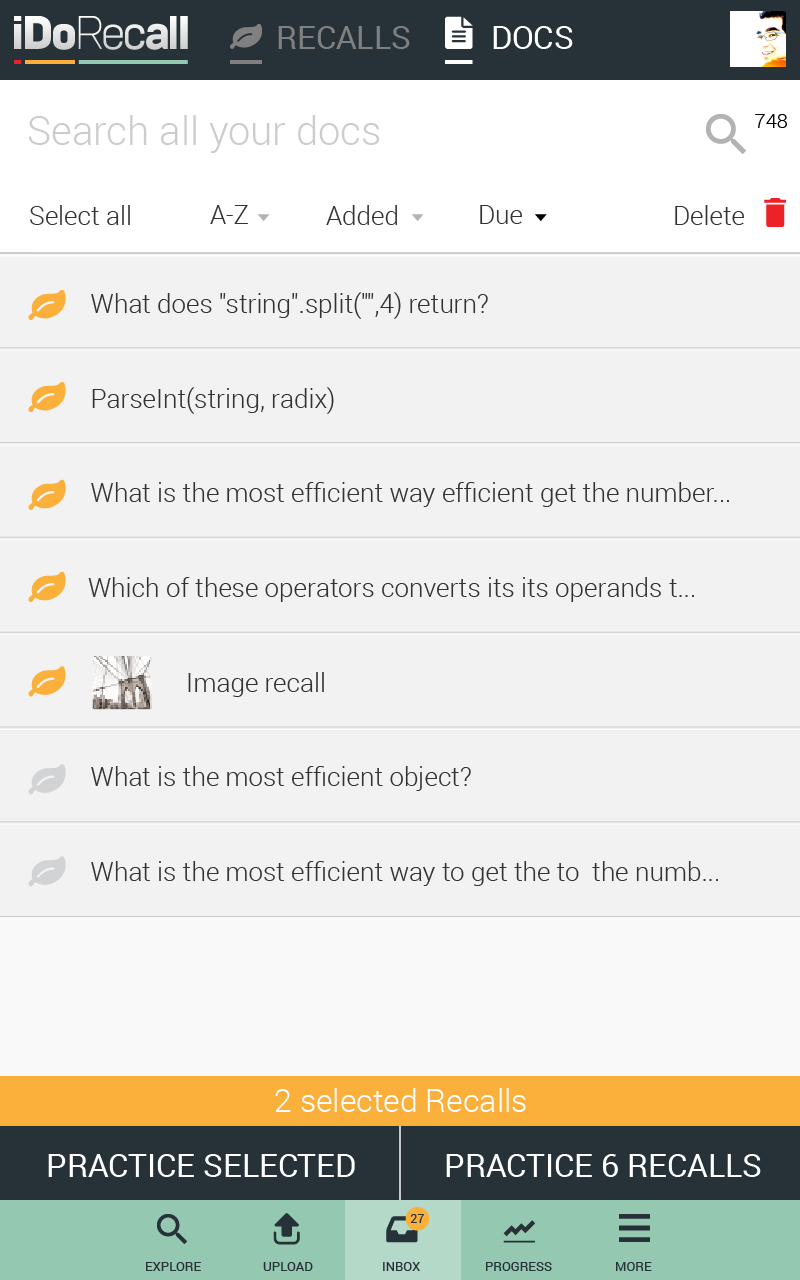 iDoRecall RECALLS DOCS
Search all your docs 748
Select all A-Z Added Due Delete
What does "string".split("",4) return?
ParseInt(string, radix)
What is the most efficient way efficient get the number...
Which of these operators converts its its operands t...
Image recall
What is the most efficient object?
What is the most efficient way to get the to the numb...
2 selected Recalls
PRACTICE SELECTED PRACTICE 6 RECALLS
27
EXPLORE UPLOAD INBOX PROGRESS MORE